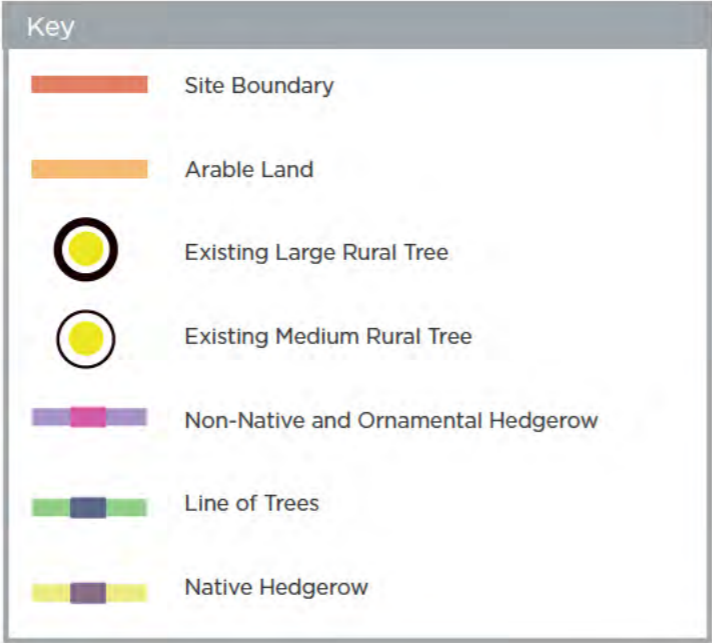 Key
Site Boundary
Arable Land
Existing Large Rural Tree
Existing Medium Rural Tree
Non-Native and Ornamental Hedgerow
Line of Trees
Native Hedgerow